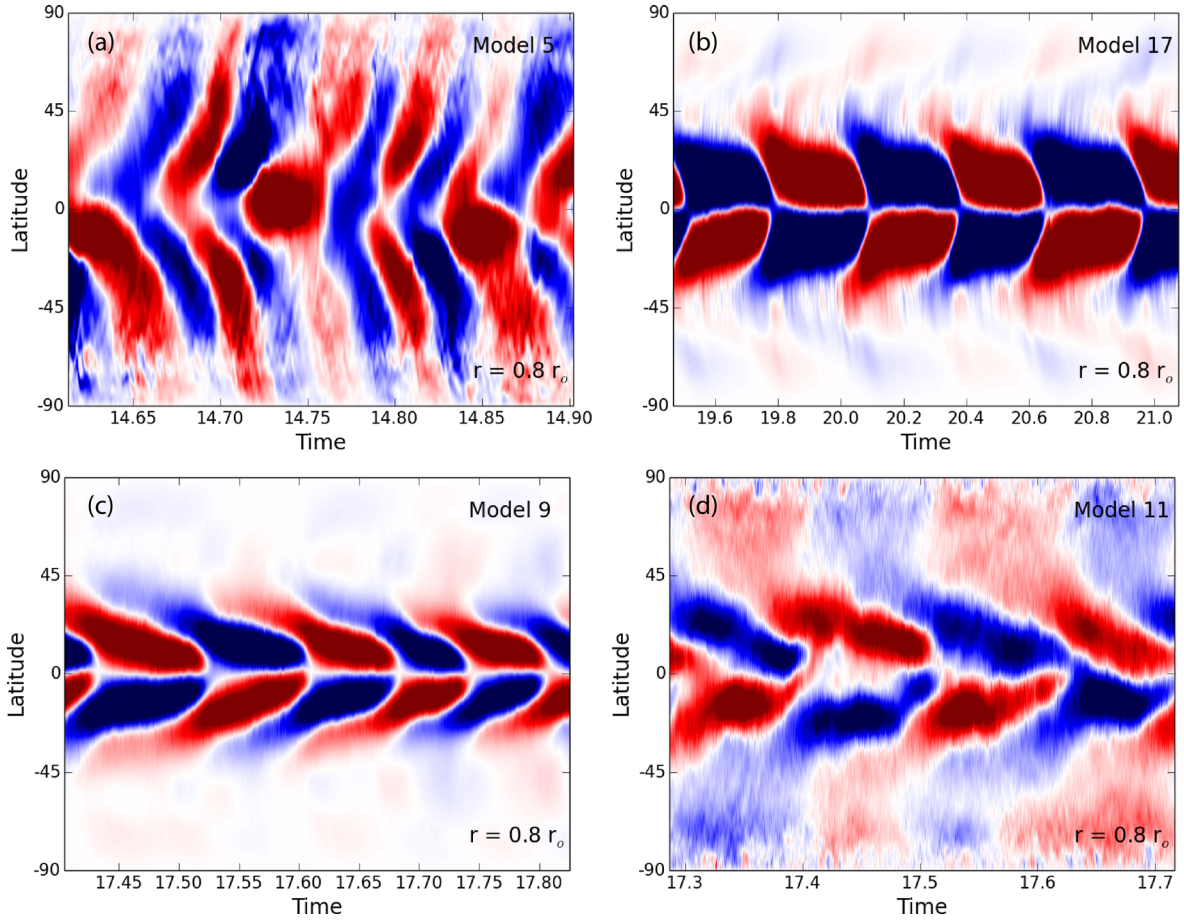 (a) Model 5
90
45
0
-45
-90
Latitude
r = 0.8 rₒ
14.65 14.70 14.75 14.80 14.85 14.90
Time
(b) Model 17
90
45
0
-45
-90
Latitude
r = 0.8 rₒ
19.6 19.8 20.0 20.2 20.4 20.6 20.8 21.0
Time
(c) Model 9
90
45
0
-45
-90
Latitude
r = 0.8 rₒ
17.45 17.50 17.55 17.60 17.65 17.70 17.75 17.80
Time
(d) Model 11
90
45
0
-45
-90
Latitude
r = 0.8 rₒ
17.3 17.4 17.5 17.6 17.7
Time